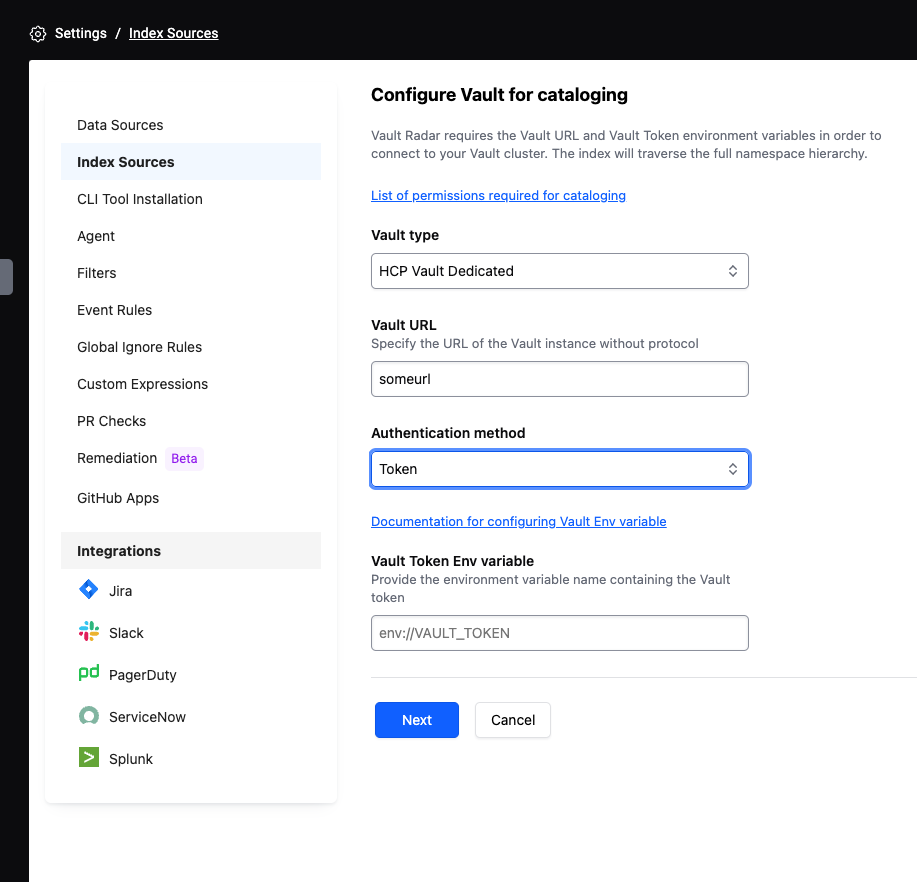 Settings / Index Sources
Data Sources
Index Sources
CLI Tool Installation
Agent
Filters
Event Rules
Global Ignore Rules
Custom Expressions
PR Checks
Remediation Beta
GitHub Apps
Integrations
Jira
Slack
pd PagerDuty
ServiceNow
Splunk
Configure Vault for cataloging
Vault Radar requires the Vault URL and Vault Token environment variables in order to
connect to your Vault cluster. The index will traverse the full namespace hierarchy.
List of permissions required for cataloging
Vault type
HCP Vault Dedicated
Vault URL
Specify the URL of the Vault instance without protocol
someurl
Authentication method
Token
Documentation for configuring Vault Env variable
Vault Token Env variable
Provide the environment variable name containing the Vault
token
env://VAULT_TOKEN
Next Cancel